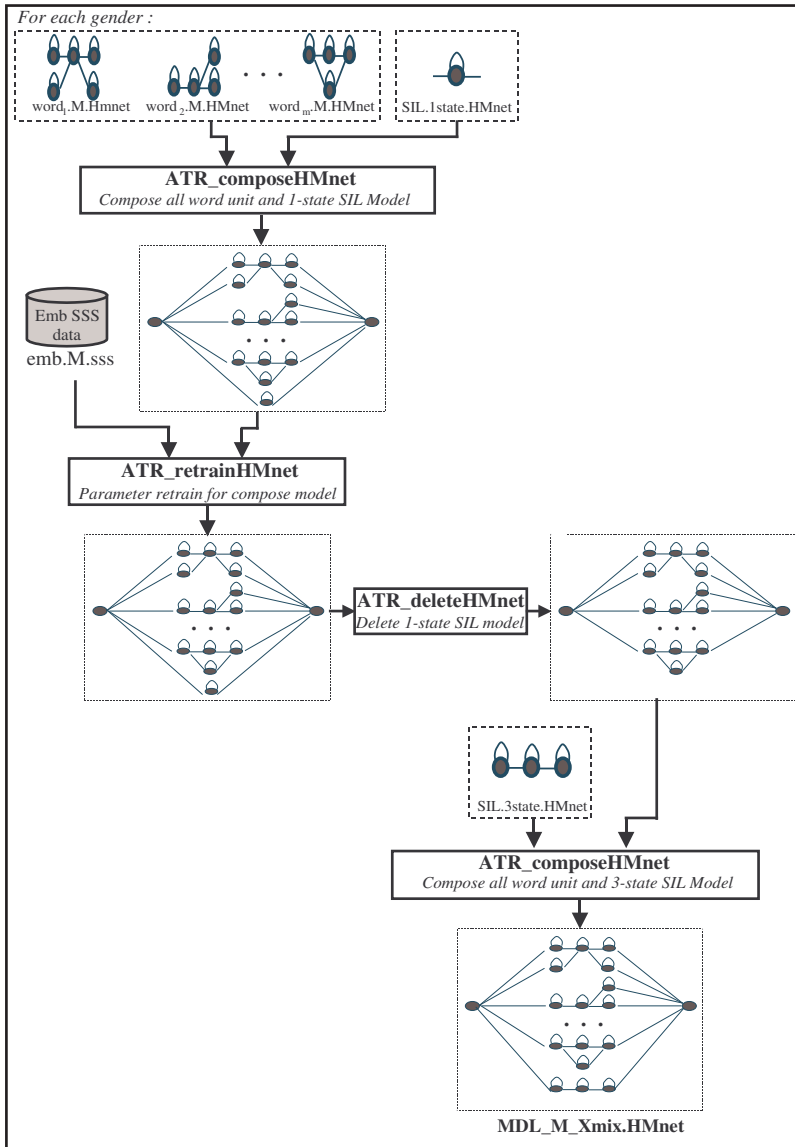 For each gender :
. . .
word1.M.Hmnet
word2.M.HMnet
wordm.M.HMnet
SIL.1state.HMnet
ATR_composeHMnet
Compose all word unit and 1-state SIL Model
Emb SSS
data
emb.M.sss
. . .
ATR_retrainHMnet
Parameter retrain for compose model
. . .
ATR_deleteHMnet
Delete 1-state SIL model
. . .
SIL.3state.HMnet
ATR_composeHMnet
Compose all word unit and 3-state SIL Model
. . .
MDL_M_Xmix.HMnet